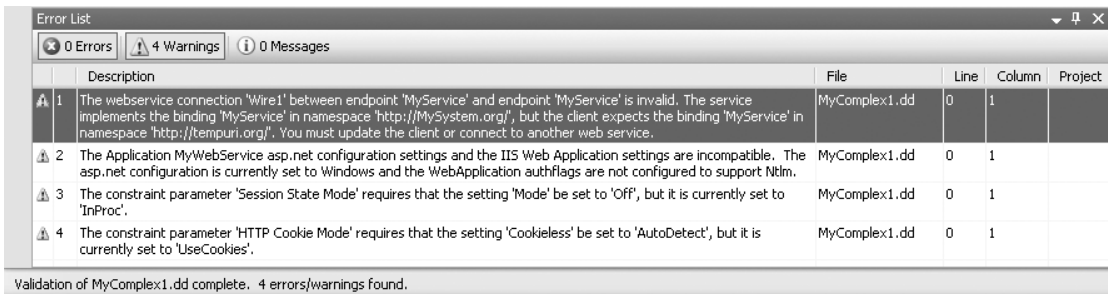 Error List
0 Errors 4 Warnings 0 Messages
Description File Line Column Project
1 The webservice connection 'Wire1' between endpoint 'MyService' and endpoint 'MyService' is invalid. The service MyComplex1.dd 0 1
implements the binding 'MyService' in namespace 'http://MySystem.org/', but the client expects the binding 'MyService' in
namespace 'http://tempuri.org/'. You must update the client or connect to another web service.
2 The Application MyWebService asp.net configuration settings and the IIS Web Application settings are incompatible. The MyComplex1.dd 0 1
asp.net configuration is currently set to Windows and the WebApplication authflags are not configured to support Ntlm.
3 The constraint parameter 'Session State Mode' requires that the setting 'Mode' be set to 'Off', but it is currently set to MyComplex1.dd 0 1
'InProc'.
4 The constraint parameter 'HTTP Cookie Mode' requires that the setting 'Cookieless' be set to 'AutoDetect', but it is MyComplex1.dd 0 1
currently set to 'UseCookies'.
Validation of MyComplex1.dd complete. 4 errors/warnings found.